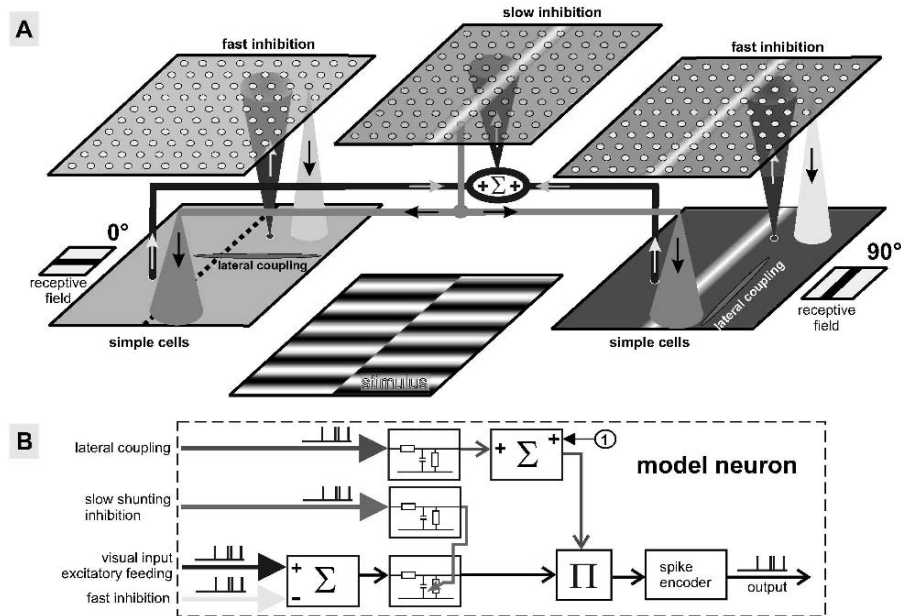 A
slow inhibition
fast inhibition
fast inhibition
+ Σ +
0°
receptive
field
lateral coupling
simple cells
stimulus
90°
receptive
field
lateral coupling
simple cells
B
lateral coupling
+ Σ +
1
model neuron
slow shunting
inhibition
visual input
excitatory feeding
fast inhibition
+
-
Σ
Π
spike
encoder
output